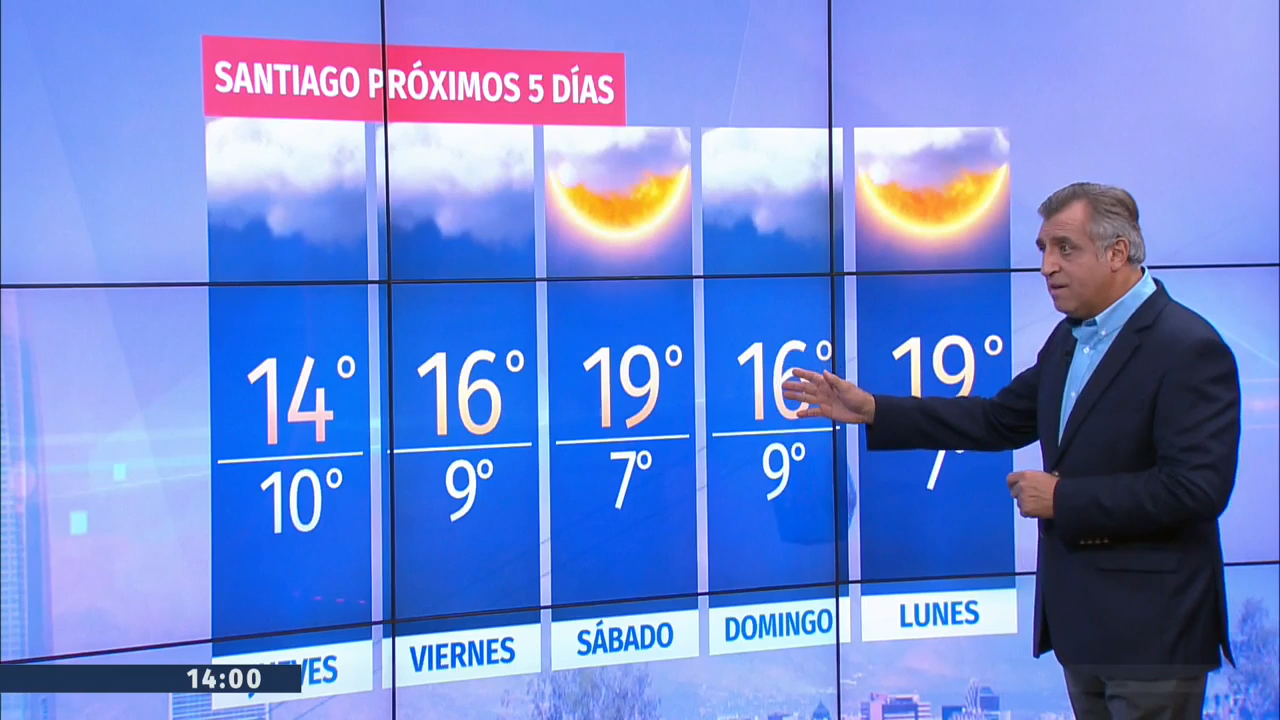 SANTIAGO PRÓXIMOS 5 DÍAS
14° 16° 19° 16° 19°
10° 9° 7° 9° 7°
JUEVES VIERNES SÁBADO DOMINGO LUNES
14:00